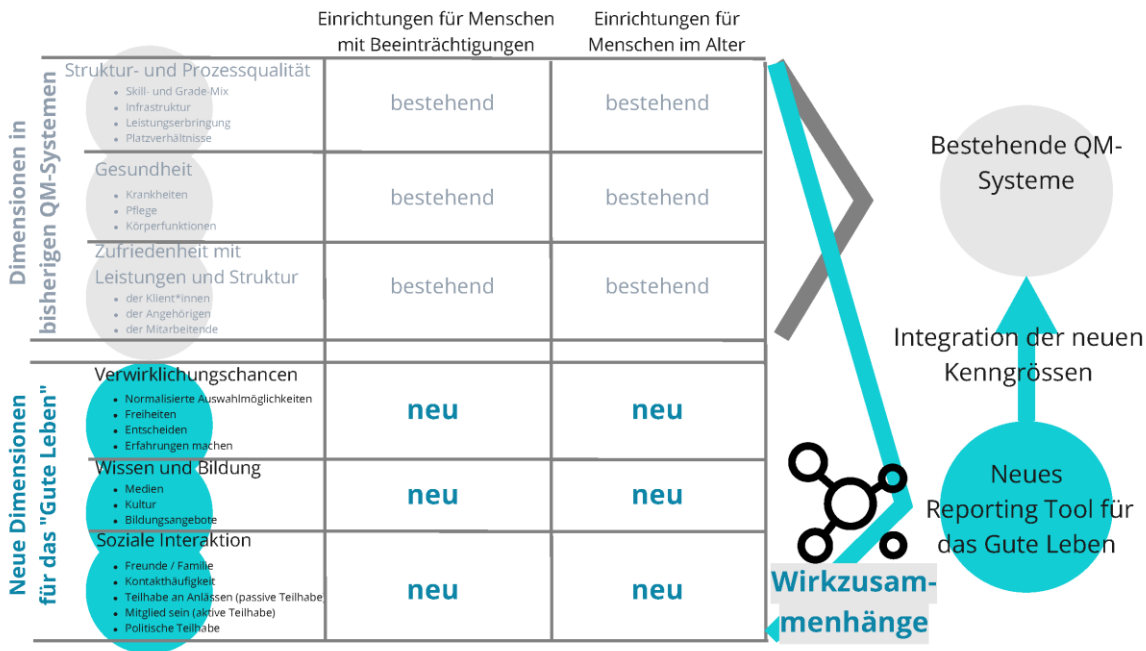 Einrichtungen für Menschen
mit Beeinträchtigungen
Einrichtungen für
Menschen im Alter
Dimensionen in
bisherigen QM-Systemen
Struktur- und Prozessqualität
• Skill- und Grade-Mix
• Infrastruktur
• Leistungserbringung
• Platzverhältnisse
bestehend
bestehend
Gesundheit
• Krankheiten
• Pflege
• Körperfunktionen
bestehend
bestehend
Zufriedenheit mit
Leistungen und Struktur
• der Klient*innen
• der Angehörigen
• der Mitarbeitende
bestehend
bestehend
Neue Dimensionen
für das "Gute Leben"
Verwirklichungschancen
• Normalisierte Auswahlmöglichkeiten
• Freiheiten
• Entscheiden
• Erfahrungen machen
neu
neu
Wissen und Bildung
• Medien
• Kultur
• Bildungsangebote
neu
neu
Soziale Interaktion
• Freunde / Familie
• Kontakthäufigkeit
• Teilhabe an Anlässen (passive Teilhabe)
• Mitglied sein (aktive Teilhabe)
• Politische Teilhabe
neu
neu
Wirkzusam-
menhänge
Bestehende QM-
Systeme
Integration der neuen
Kenngrössen
Neues
Reporting Tool für
das Gute Leben